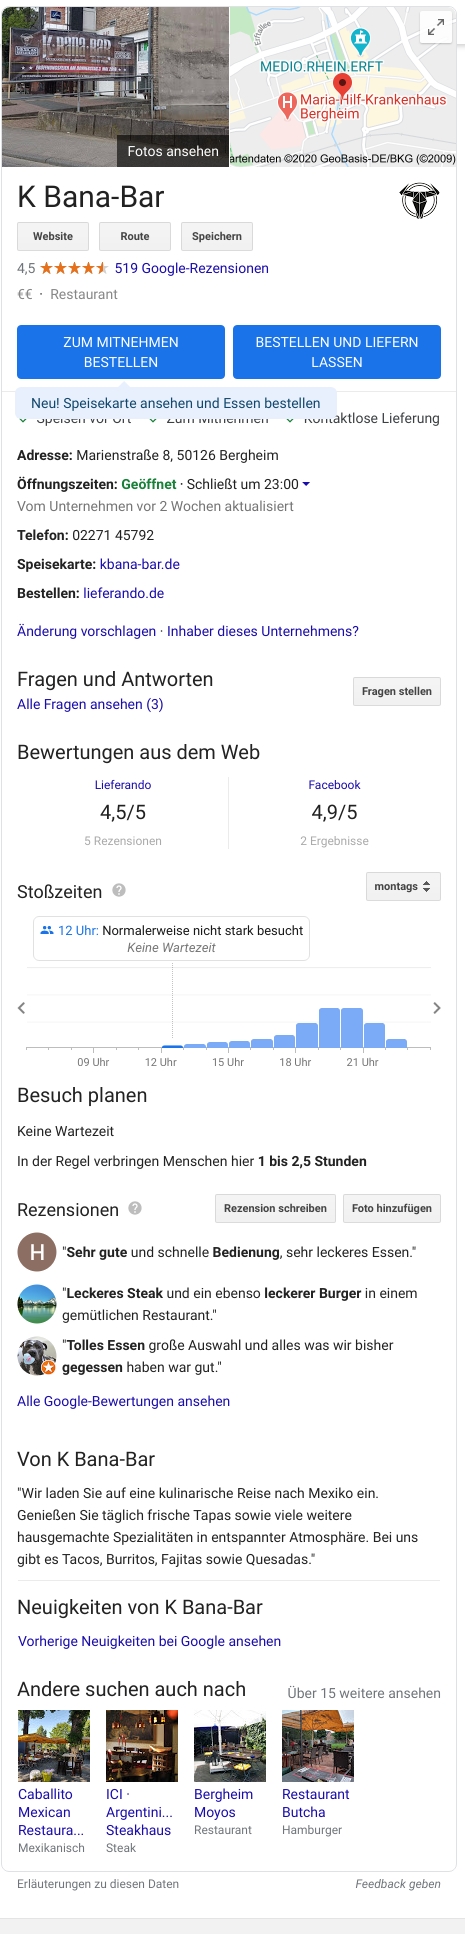 K BANA-BAR
Fotos ansehen
Erftallee
MEDIO.RHEIN.ERFT
H Maria-Hilf-Krankenhaus
Bergheim
artendaten ©2020 GeoBasis-DE/BKG (©2009)
K Bana-Bar
Website Route Speichern
4,5 519 Google-Rezensionen
€€ · Restaurant
ZUM MITNEHMEN
BESTELLEN
BESTELLEN UND LIEFERN
LASSEN
Neu! Speisekarte ansehen und Essen bestellen
Speisen vor Ort Zum Mitnehmen Kontaktlose Lieferung
Adresse: Marienstraße 8, 50126 Bergheim
Öffnungszeiten: Geöffnet · Schließt um 23:00
Vom Unternehmen vor 2 Wochen aktualisiert
Telefon: 02271 45792
Speisekarte: kbana-bar.de
Bestellen: lieferando.de
Änderung vorschlagen · Inhaber dieses Unternehmens?
Fragen und Antworten
Alle Fragen ansehen (3)
Fragen stellen
Bewertungen aus dem Web
Lieferando Facebook
4,5/5 4,9/5
5 Rezensionen 2 Ergebnisse
Stoßzeiten ? montags
12 Uhr: Normalerweise nicht stark besucht
Keine Wartezeit
09 Uhr 12 Uhr 15 Uhr 18 Uhr 21 Uhr
Besuch planen
Keine Wartezeit
In der Regel verbringen Menschen hier 1 bis 2,5 Stunden
Rezensionen ? Rezension schreiben Foto hinzufügen
H "Sehr gute und schnelle Bedienung, sehr leckeres Essen."
"Leckeres Steak und ein ebenso leckerer Burger in einem
gemütlichen Restaurant."
"Tolles Essen große Auswahl und alles was wir bisher
gegessen haben war gut."
Alle Google-Bewertungen ansehen
Von K Bana-Bar
"Wir laden Sie auf eine kulinarische Reise nach Mexiko ein.
Genießen Sie täglich frische Tapas sowie viele weitere
hausgemachte Spezialitäten in entspannter Atmosphäre. Bei uns
gibt es Tacos, Burritos, Fajitas sowie Quesadas."
Neuigkeiten von K Bana-Bar
Vorherige Neuigkeiten bei Google ansehen
Andere suchen auch nach Über 15 weitere ansehen
Caballito
Mexican
Restaura...
Mexikanisch
ICI ·
Argentini...
Steakhaus
Steak
Bergheim
Moyos
Restaurant
Restaurant
Butcha
Hamburger
Erläuterungen zu diesen Daten Feedback geben